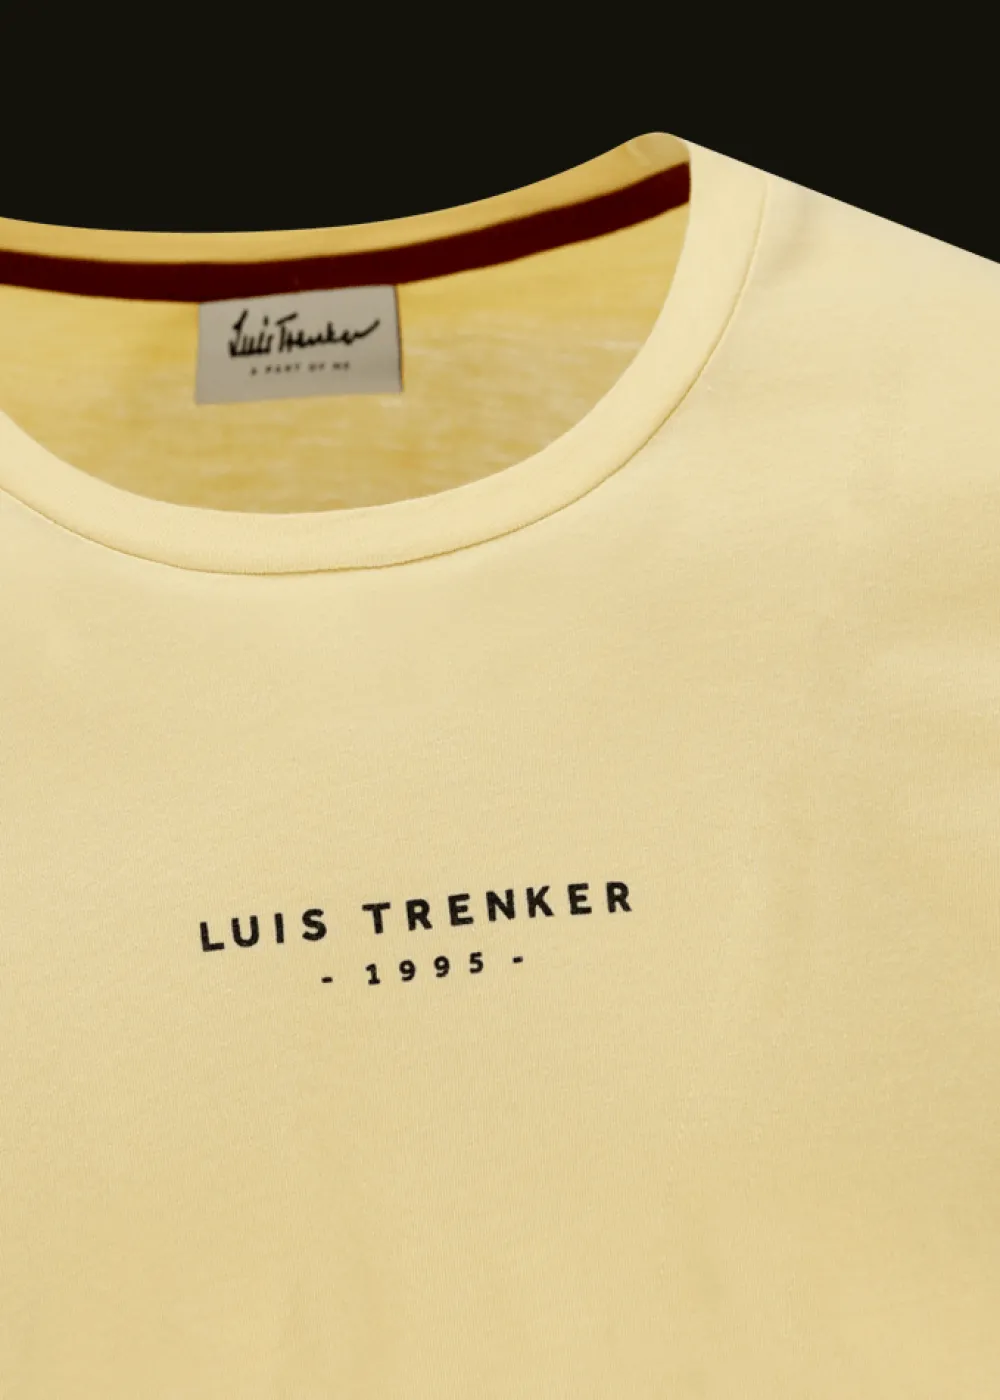 Luis Trenker
A PART OF ME
LUIS TRENKER
- 1995 -